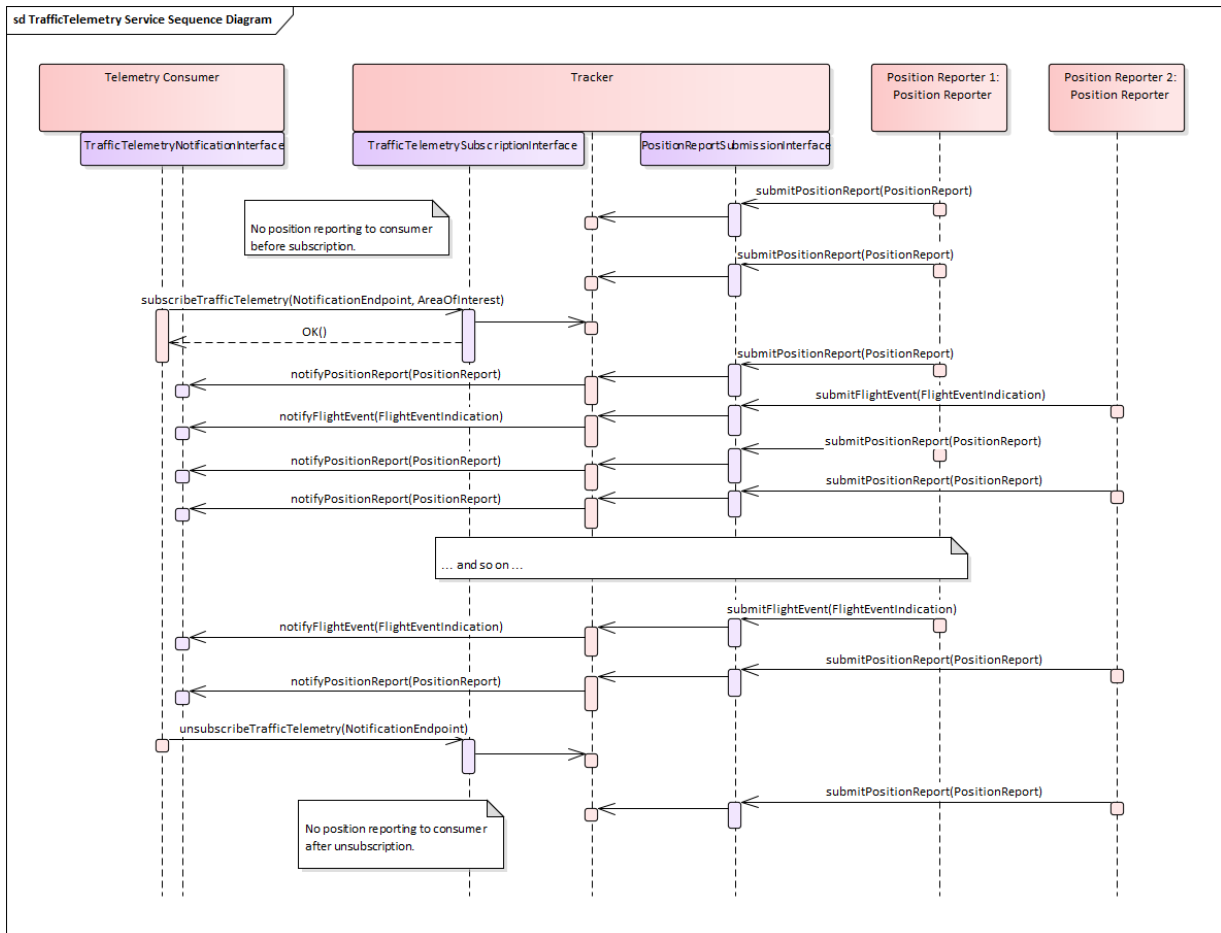 sd TrafficTelemetry Service Sequence Diagram
Telemetry Consumer
Tracker
Position Reporter 1:
Position Reporter
Position Reporter 2:
Position Reporter
TrafficTelemetryNotificationInterface
TrafficTelemetrySubscriptionInterface
PositionReportSubmissionInterface
submitPositionReport(PositionReport)
No position reporting to consumer
before subscription.
submitPositionReport(PositionReport)
subscribeTrafficTelemetry(NotificationEndpoint, AreaOfInterest)
OK()
submitPositionReport(PositionReport)
notifyPositionReport(PositionReport)
submitFlightEvent(FlightEventIndication)
notifyFlightEvent(FlightEventIndication)
submitPositionReport(PositionReport)
notifyPositionReport(PositionReport)
submitPositionReport(PositionReport)
notifyPositionReport(PositionReport)
... and so on ...
submitFlightEvent(FlightEventIndication)
notifyFlightEvent(FlightEventIndication)
submitPositionReport(PositionReport)
notifyPositionReport(PositionReport)
unsubscribeTrafficTelemetry(NotificationEndpoint)
submitPositionReport(PositionReport)
No position reporting to consumer
after unsubscription.